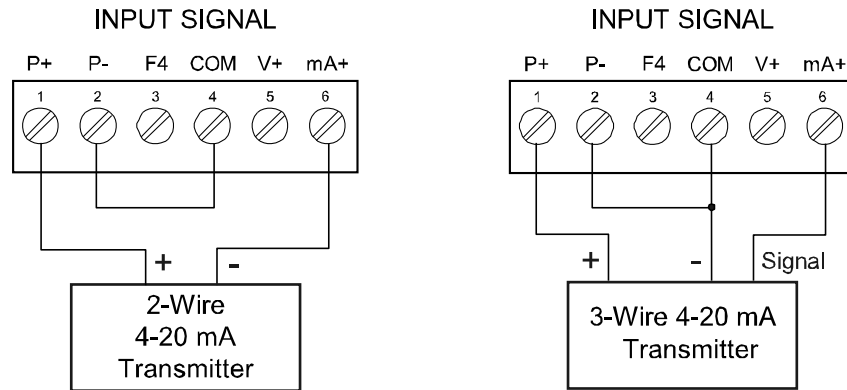 INPUT SIGNAL
P+ P- F4 COM V+ mA+
1 2 3 4 5 6
+ -
2-Wire
4-20 mA
Transmitter
INPUT SIGNAL
P+ P- F4 COM V+ mA+
1 2 3 4 5 6
+ - Signal
3-Wire 4-20 mA
Transmitter